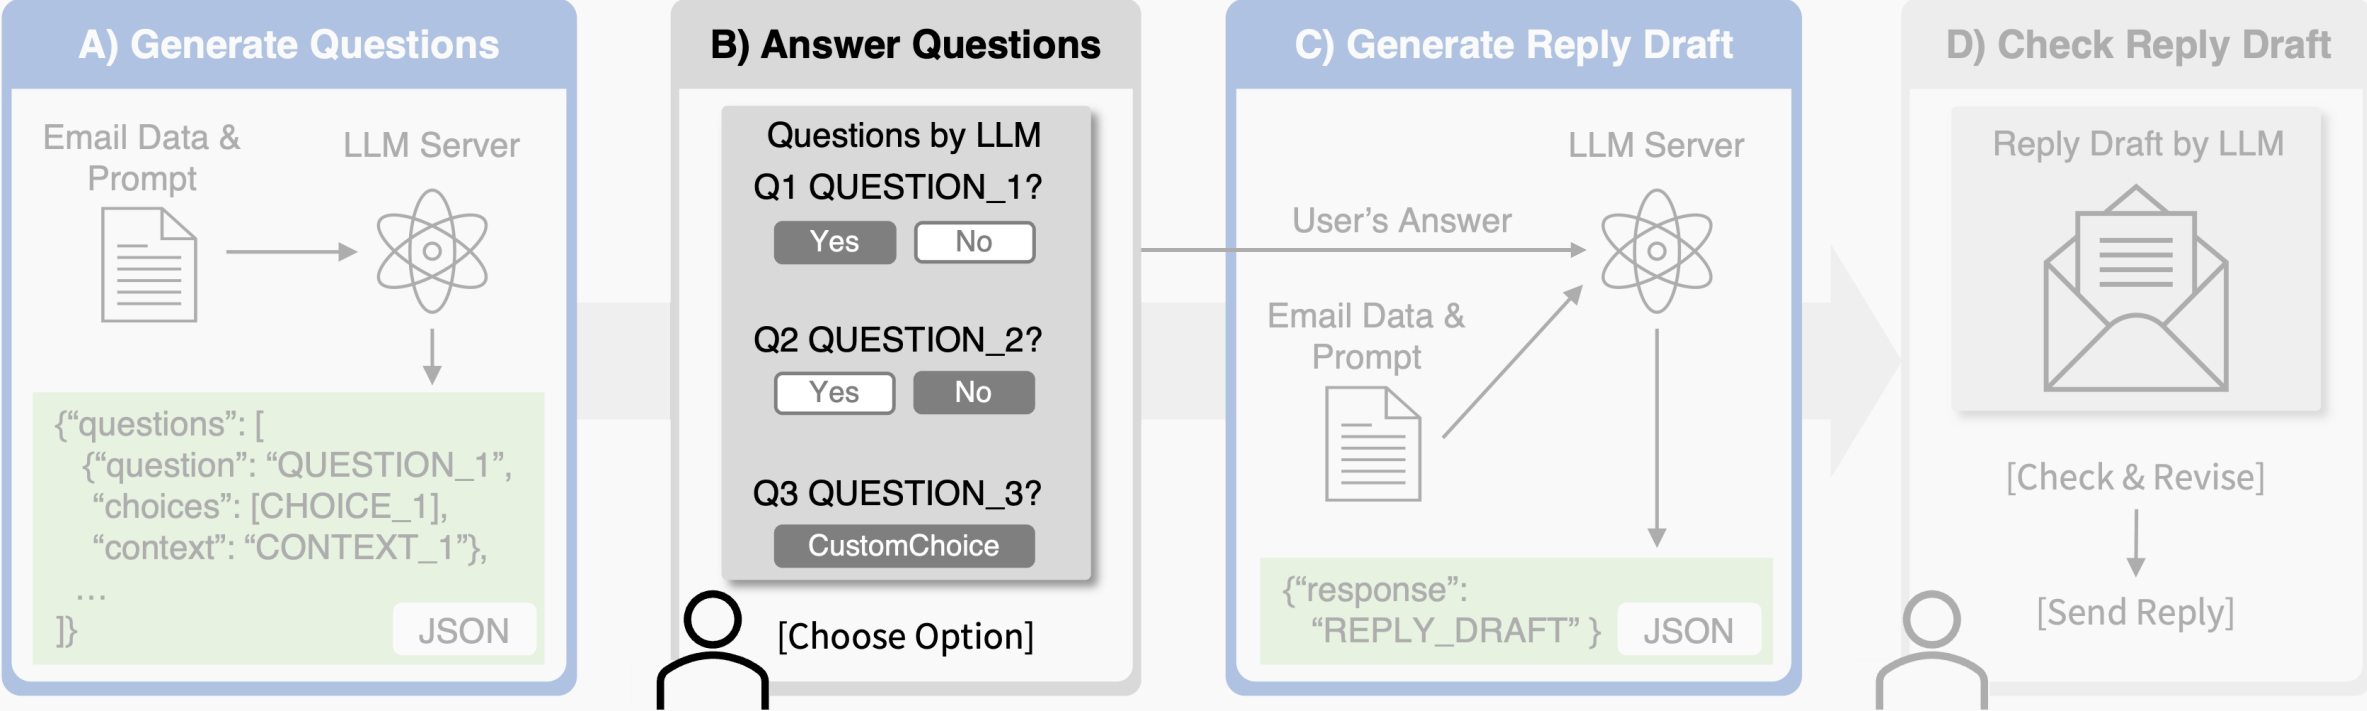 A) Generate Questions
Email Data &
Prompt
LLM Server
{“questions”: [
{“question”: “QUESTION_1”,
“choices”: [CHOICE_1],
“context”: “CONTEXT_1”},
...
]}
JSON
B) Answer Questions
Questions by LLM
Q1 QUESTION_1?
Yes No
Q2 QUESTION_2?
Yes No
Q3 QUESTION_3?
CustomChoice
[Choose Option]
C) Generate Reply Draft
LLM Server
User’s Answer
Email Data &
Prompt
{“response”:
“REPLY_DRAFT” }
JSON
D) Check Reply Draft
Reply Draft by LLM
[Check & Revise]
[Send Reply]